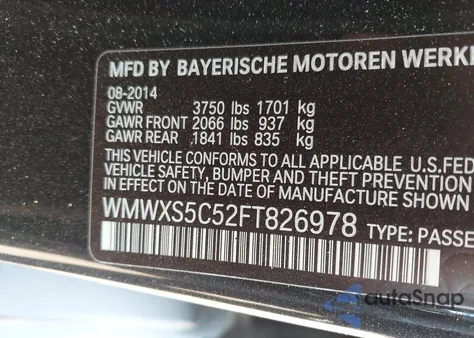 MFD BY BAYERISCHE MOTOREN
08-2014
GVWR 3750 lbs 1701 kg
GAWR FRONT 2066 lbs 937 kg
GAWR REAR 1841 lbs 835 kg
THIS VEHICLE CONFORMS TO ALL APPLICABLE U.S. FED
VEHICLE SAFETY, BUMPER AND THEFT PREVENTION
IN EFFECT ON THE DATE OF MANUFACTURE SHOWN
WMWXS5C52FT826978 TYPE: PASSE
autoSnap